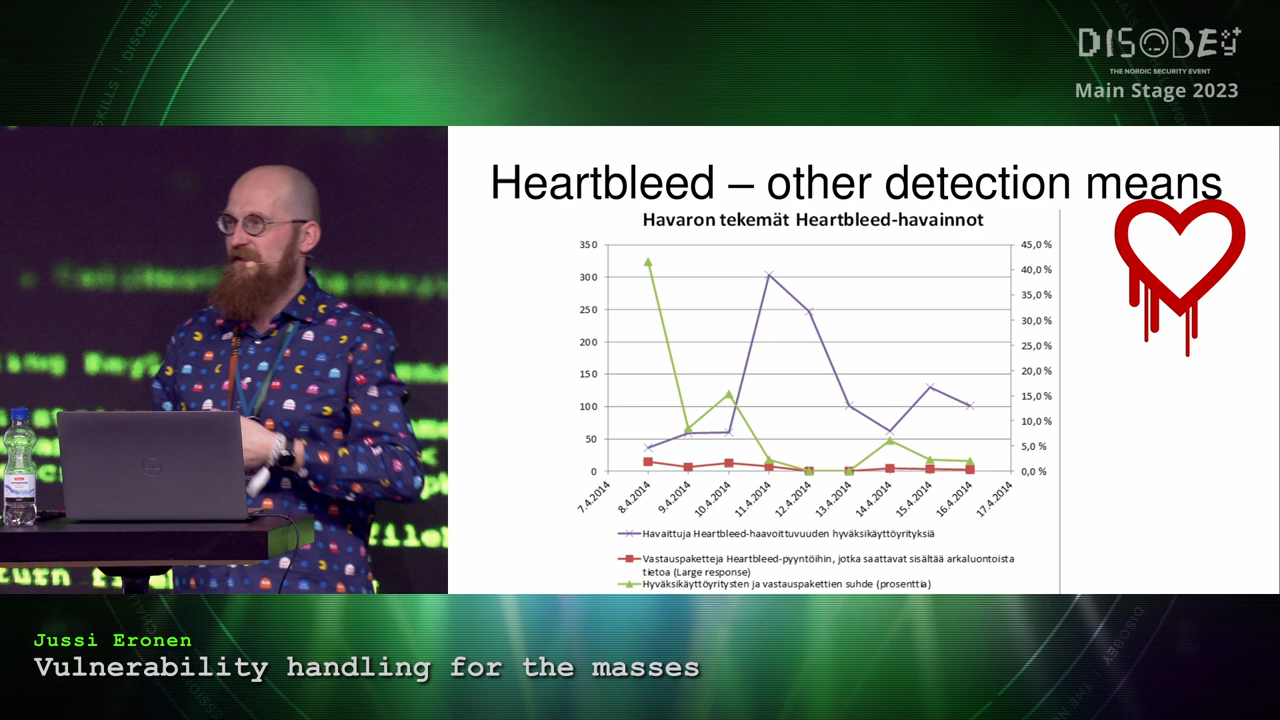 DISOBEY
THE NORDIC SECURITY EVENT
Main Stage 2023
SKILLS | DISOBEY
Heartbleed – other detection means
Havaron tekemät Heartbleed-havainnot
350
300
250
200
150
100
50
0
45,0 %
40,0 %
35,0 %
30,0 %
25,0 %
20,0 %
15,0 %
10,0 %
5,0 %
0,0 %
7.4.2014
8.4.2014
9.4.2014
10.4.2014
11.4.2014
12.4.2014
13.4.2014
14.4.2014
15.4.2014
16.4.2014
17.4.2014
Havaittuja Heartbleed-haavoittuvuuden hyväksikäyttöyrityksiä
Vastauspaketteja Heartbleed-pyyntöihin, jotka saattavat sisältää arkaluontoista
tietoa (Large response)
Hyväksikäyttöyritysten ja vastauspakettien suhde (prosenttia)
Jussi Eronen
Vulnerability handling for the masses